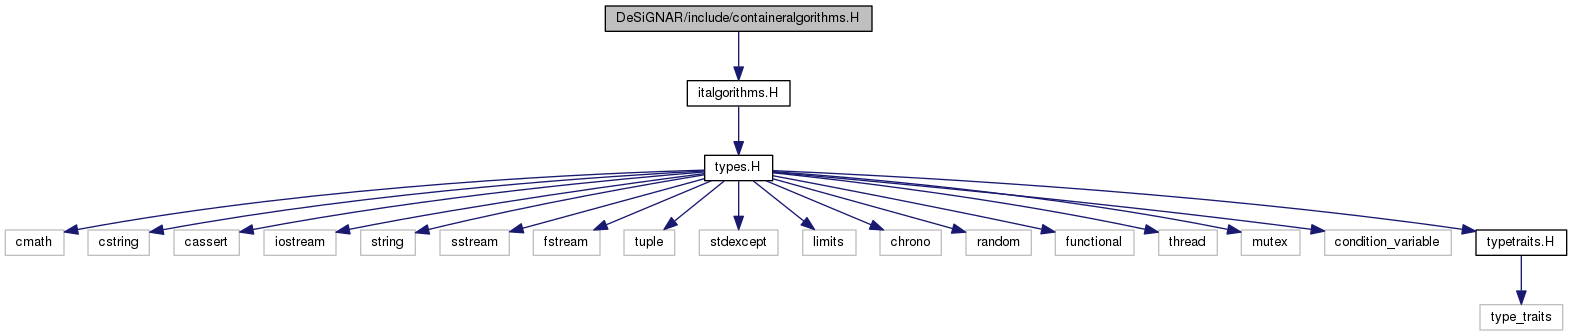 DeSiGNAR/include/containeralgorithms.H
italgorithms.H
types.H
cmath cstring cassert iostream string sstream fstream tuple stdexcept limits chrono random functional thread mutex condition_variable typetraits.H
type_traits